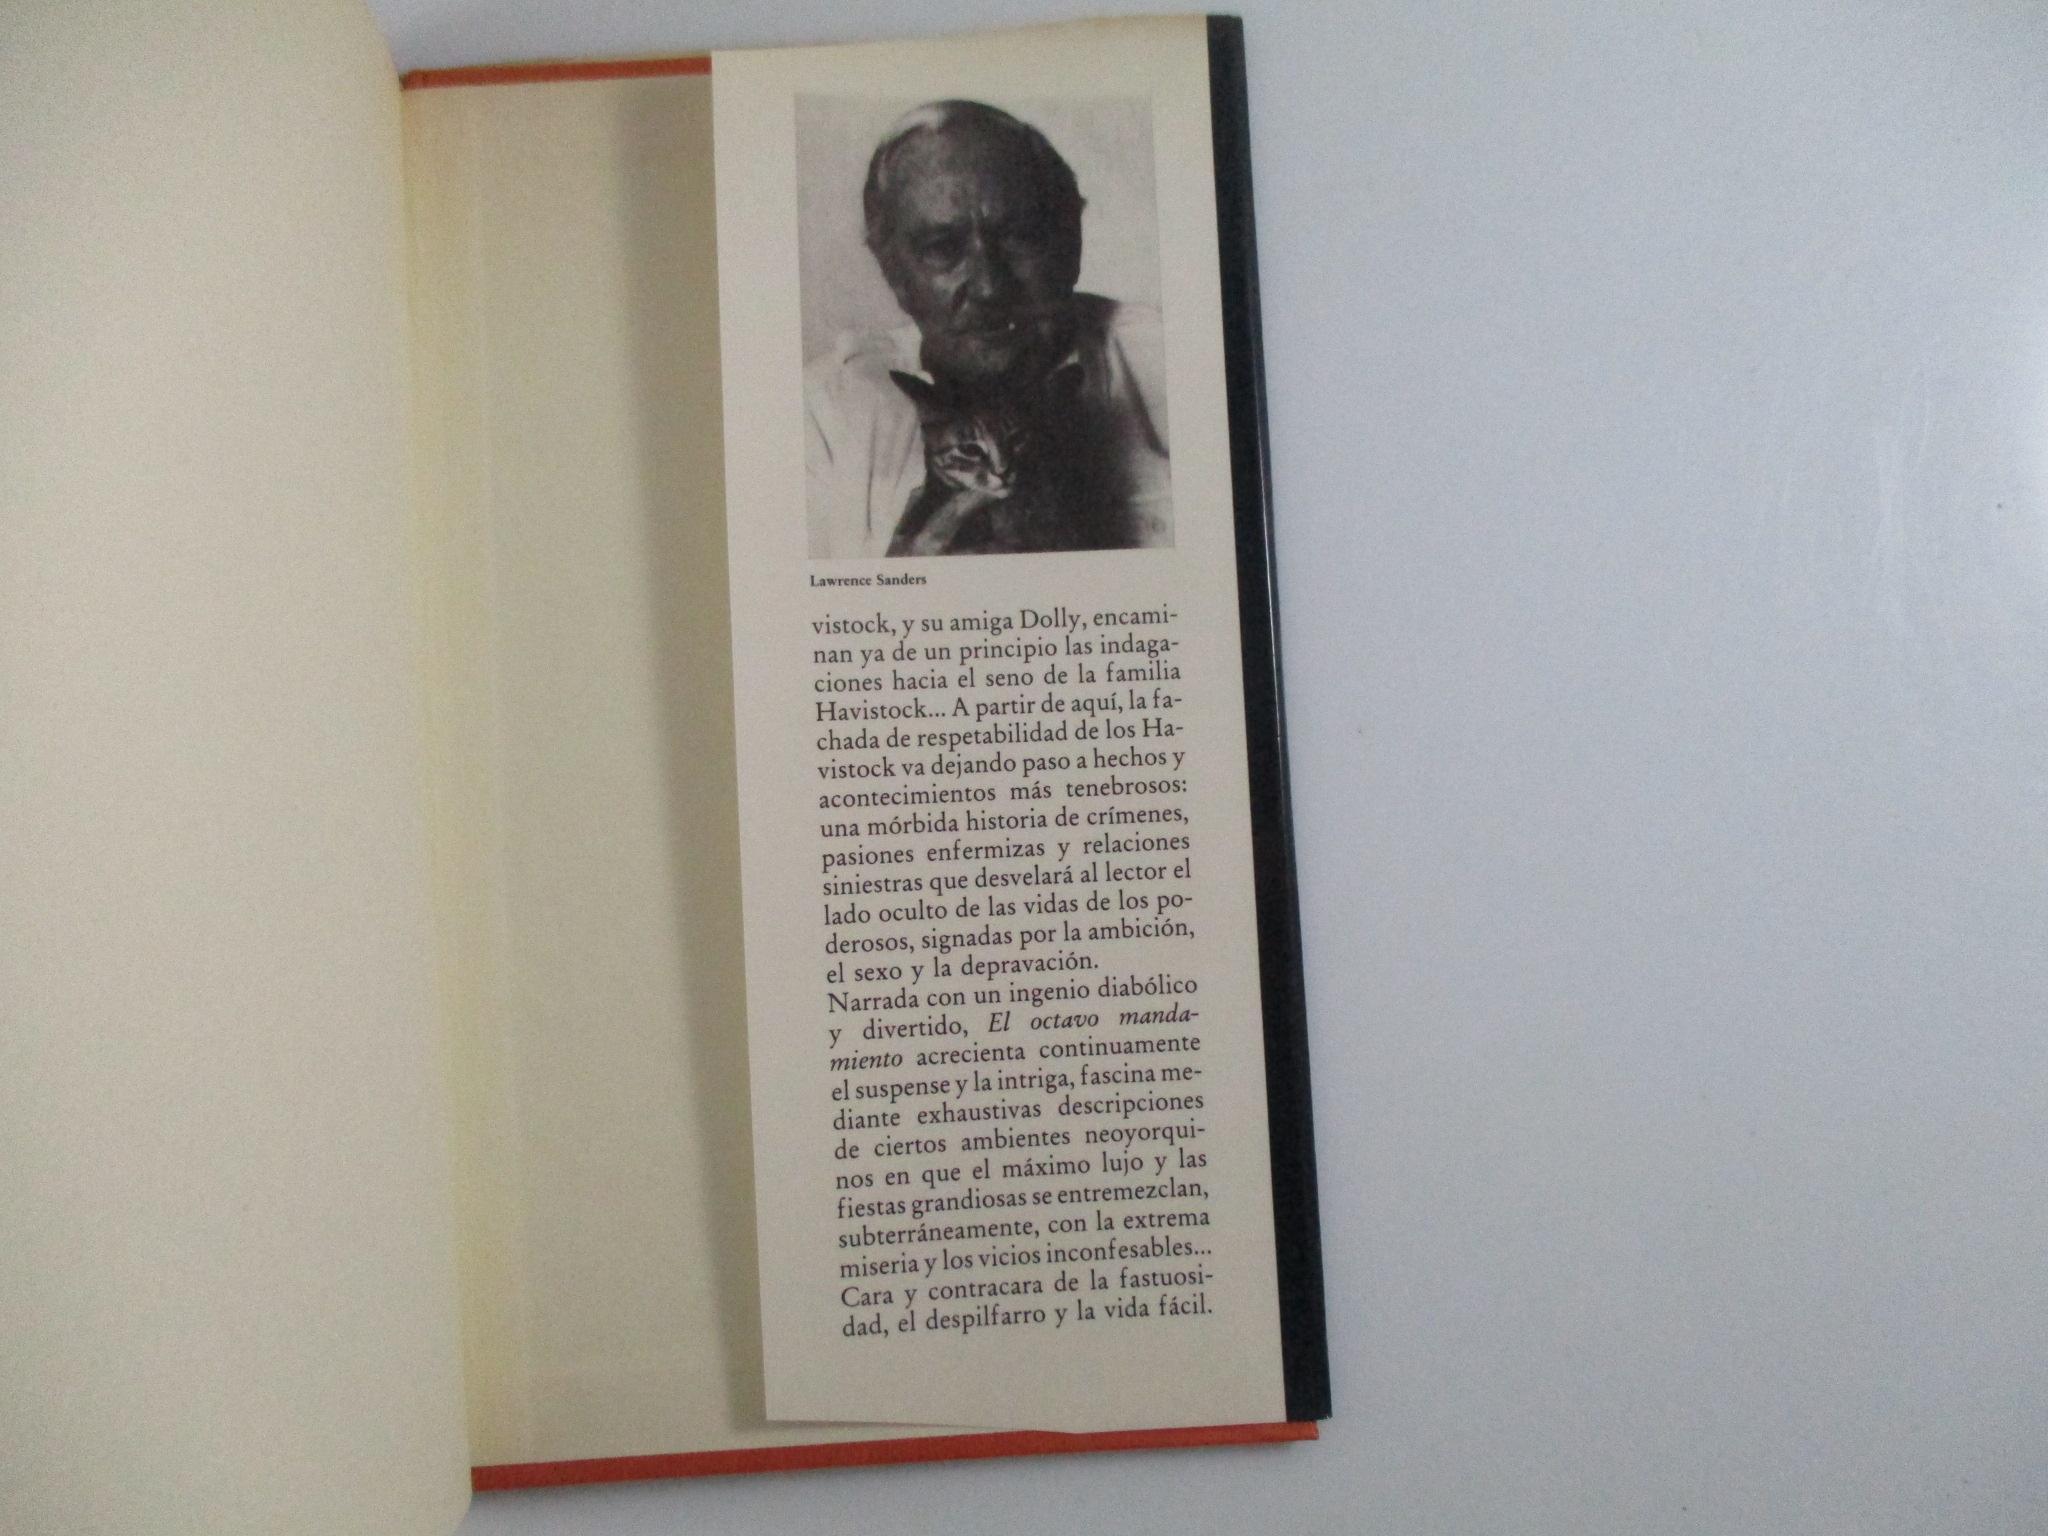 Lawrence Sanders
vistock, y su amiga Dolly, encami-
nan ya de un principio las indaga-
ciones hacia el seno de la familia
Havistock... A partir de aquí, la fa-
chada de respetabilidad de los Ha-
vistock va dejando paso a hechos y
acontecimientos más tenebrosos:
una mórbida historia de crímenes,
pasiones enfermizas y relaciones
siniestras que desvelará al lector el
lado oculto de las vidas de los po-
derosos, signadas por la ambición,
el sexo y la depravación.
Narrada con un ingenio diabólico
y divertido, El octavo manda-
miento acrecienta continuamente
el suspense y la intriga, fascina me-
diante exhaustivas descripciones
de ciertos ambientes neoyorqui-
nos en que el máximo lujo y las
fiestas grandiosas se entremezclan,
subterráneamente, con la extrema
miseria y los vicios inconfesables...
Cara y contracara de la fastuosi-
dad, el despilfarro y la vida fácil.